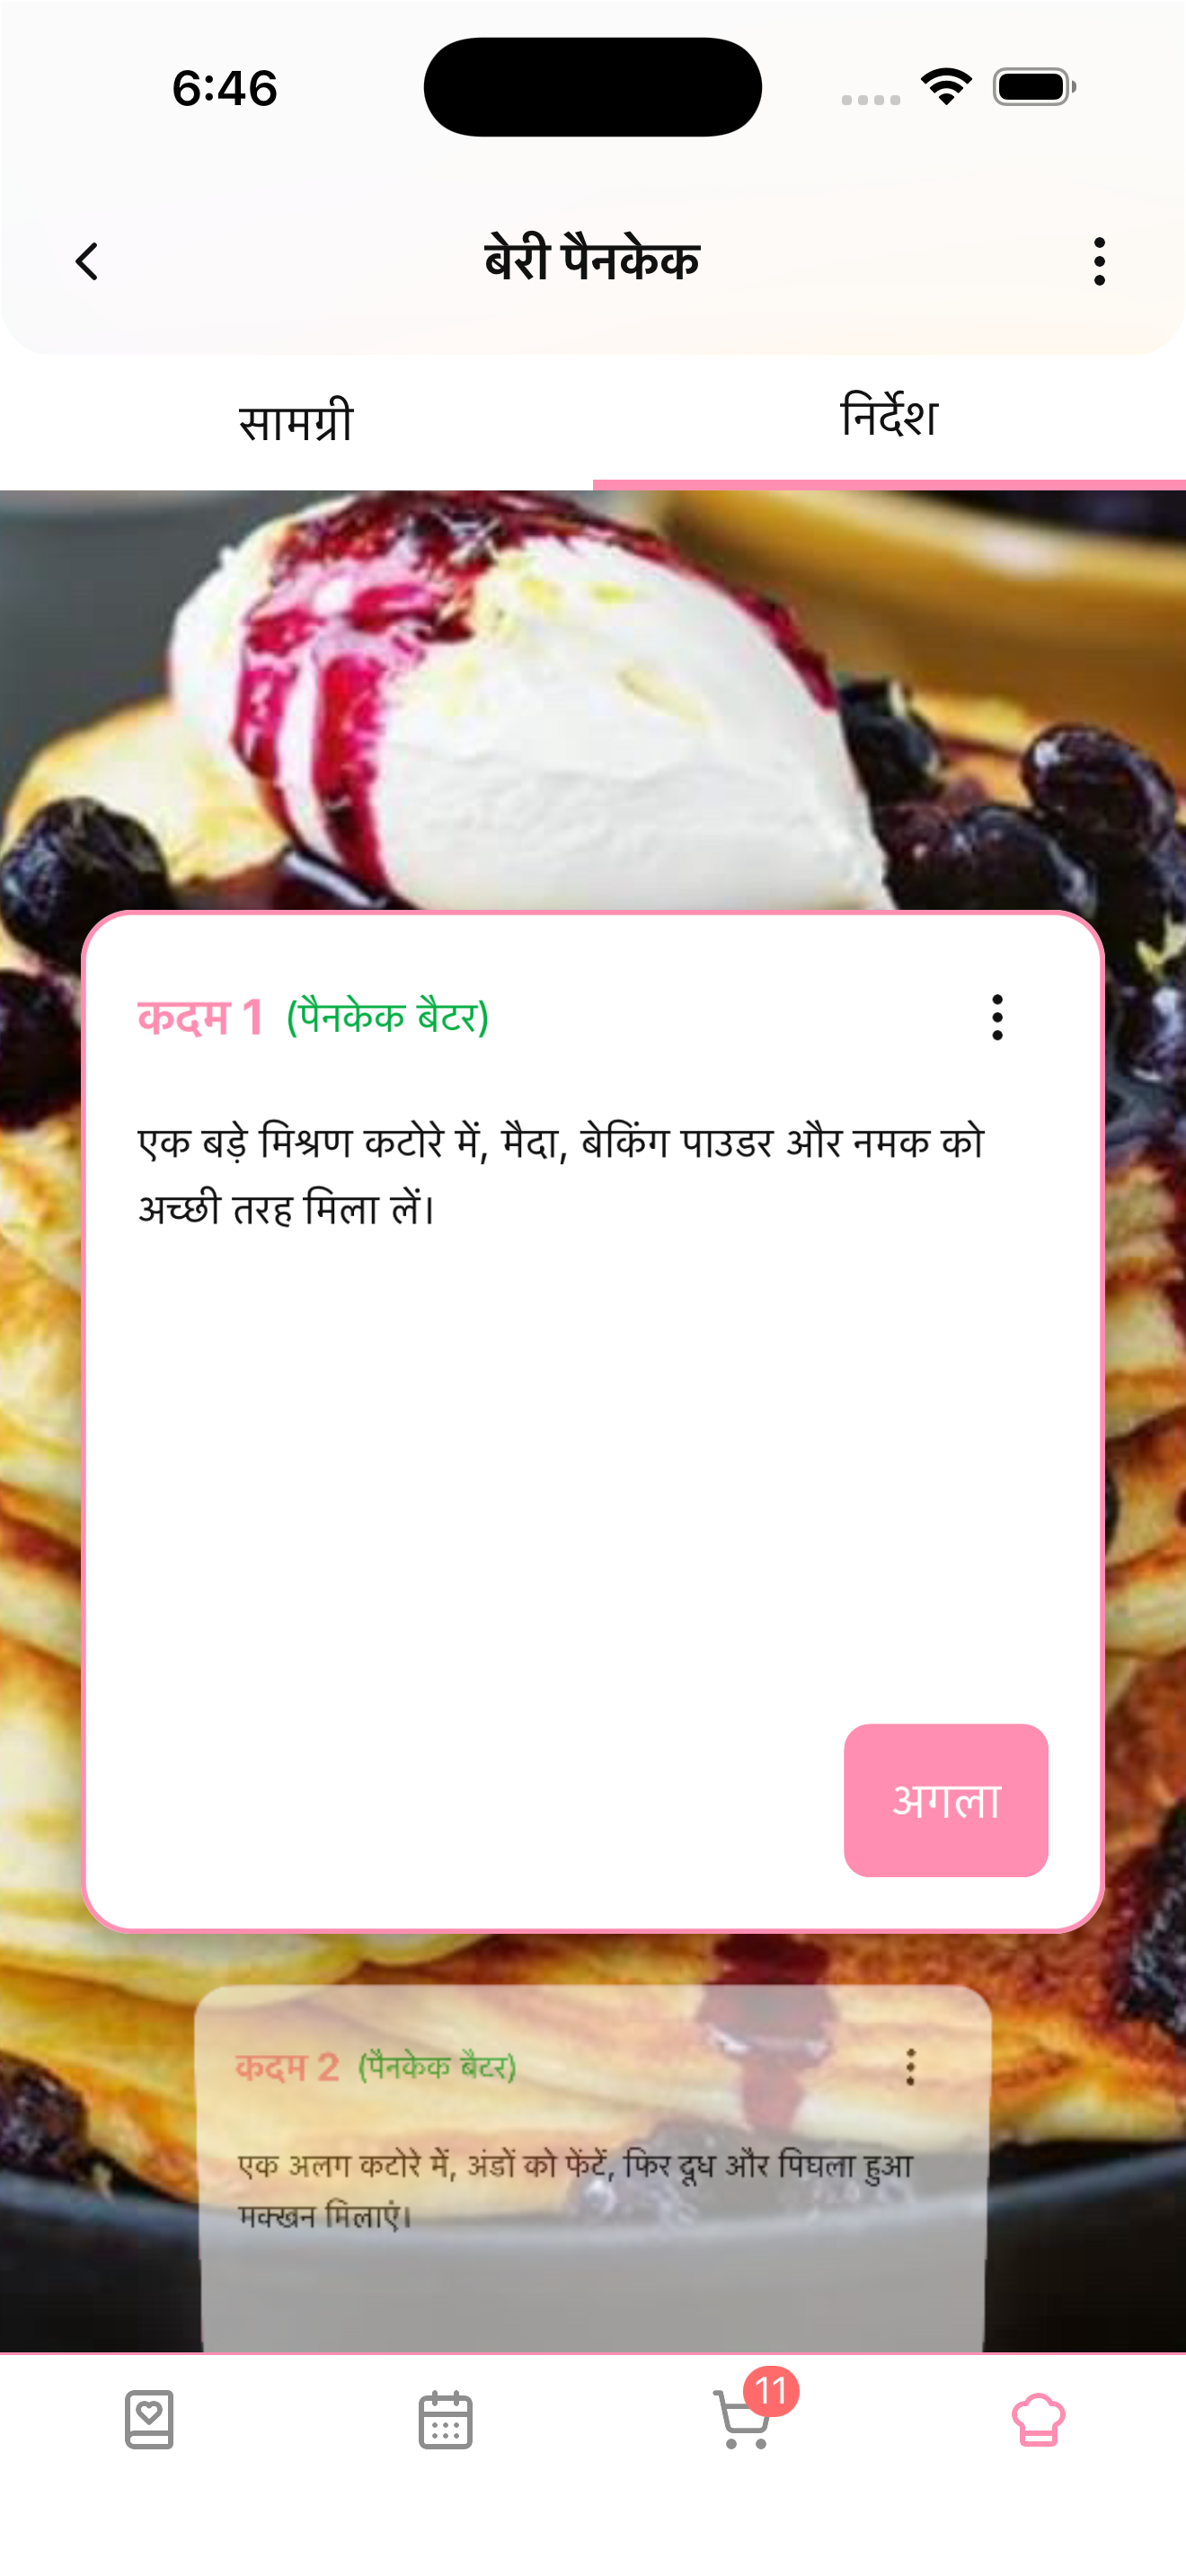 6:46
बेरी पैनकेक
सामग्री
निर्देश
कदम 1 (पैनकेक बैटर)
एक बड़े मिश्रण कटोरे में, मैदा, बेकिंग पाउडर और नमक को
अच्छी तरह मिला लें।
अगला
कदम 2 (पैनकेक बैटर)
एक अलग कटोरे में, अंडों को फेंटें, फिर दूध और पिघला हुआ
मक्खन मिलाएं।
11